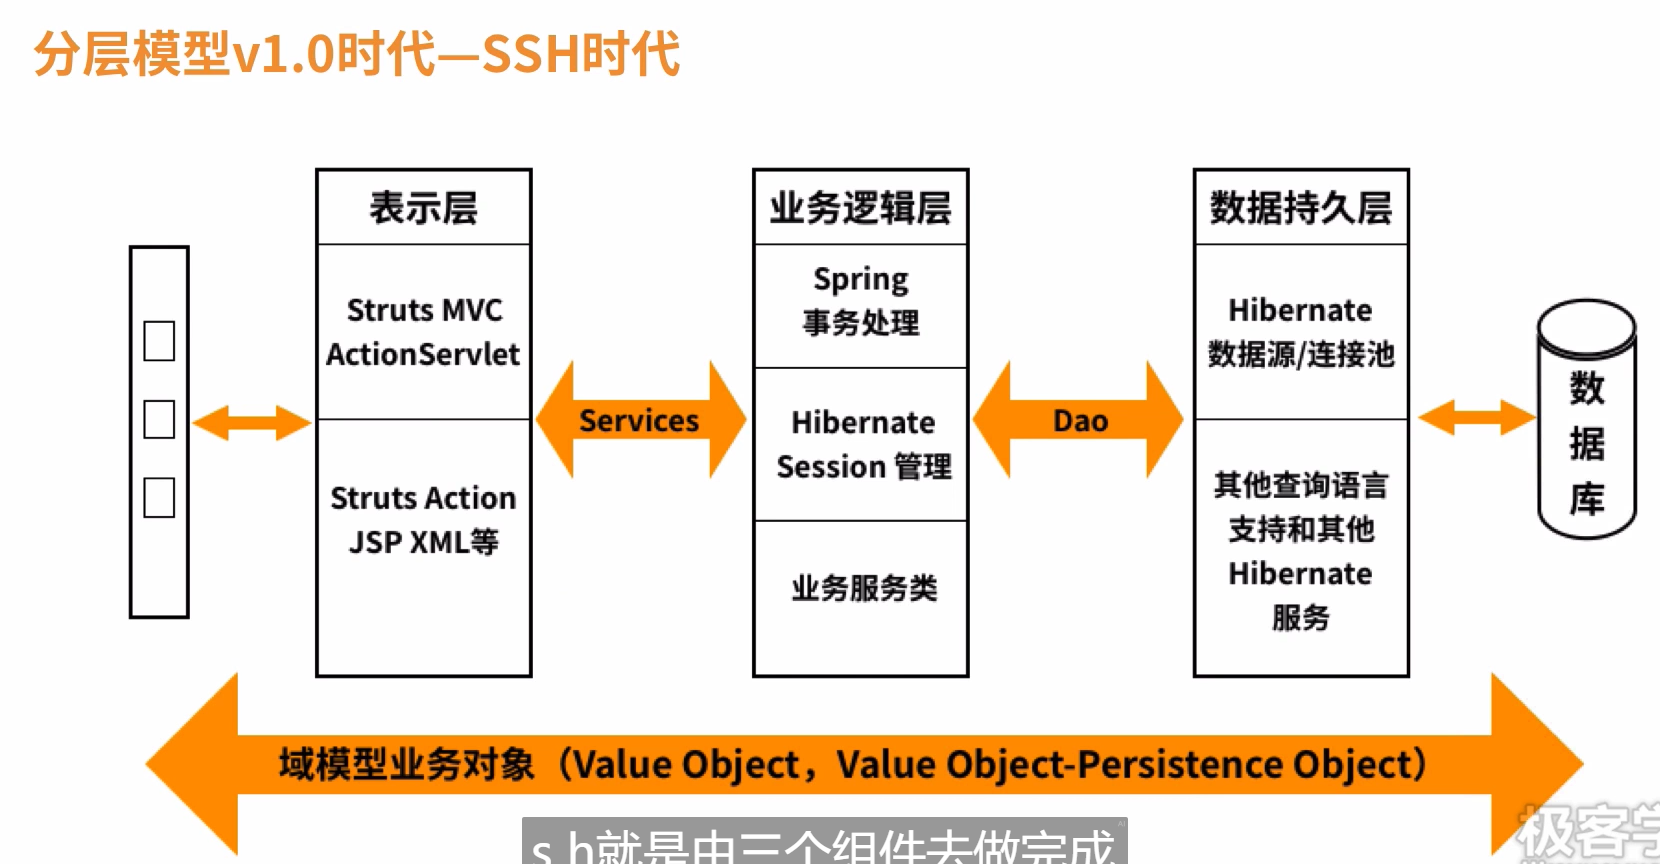 分层模型v1.0时代—SSH时代
表示层
Struts MVC
ActionServlet
Struts Action
JSP XML等
Services
业务逻辑层
Spring
事务处理
Hibernate
Session 管理
业务服务类
Dao
数据持久层
Hibernate
数据源/连接池
其他查询语言
支持和其他
Hibernate
服务
数
据
库
域模型业务对象（Value Object，Value Object-Persistence Object）
s h就是由三个组件去做完成
极客学